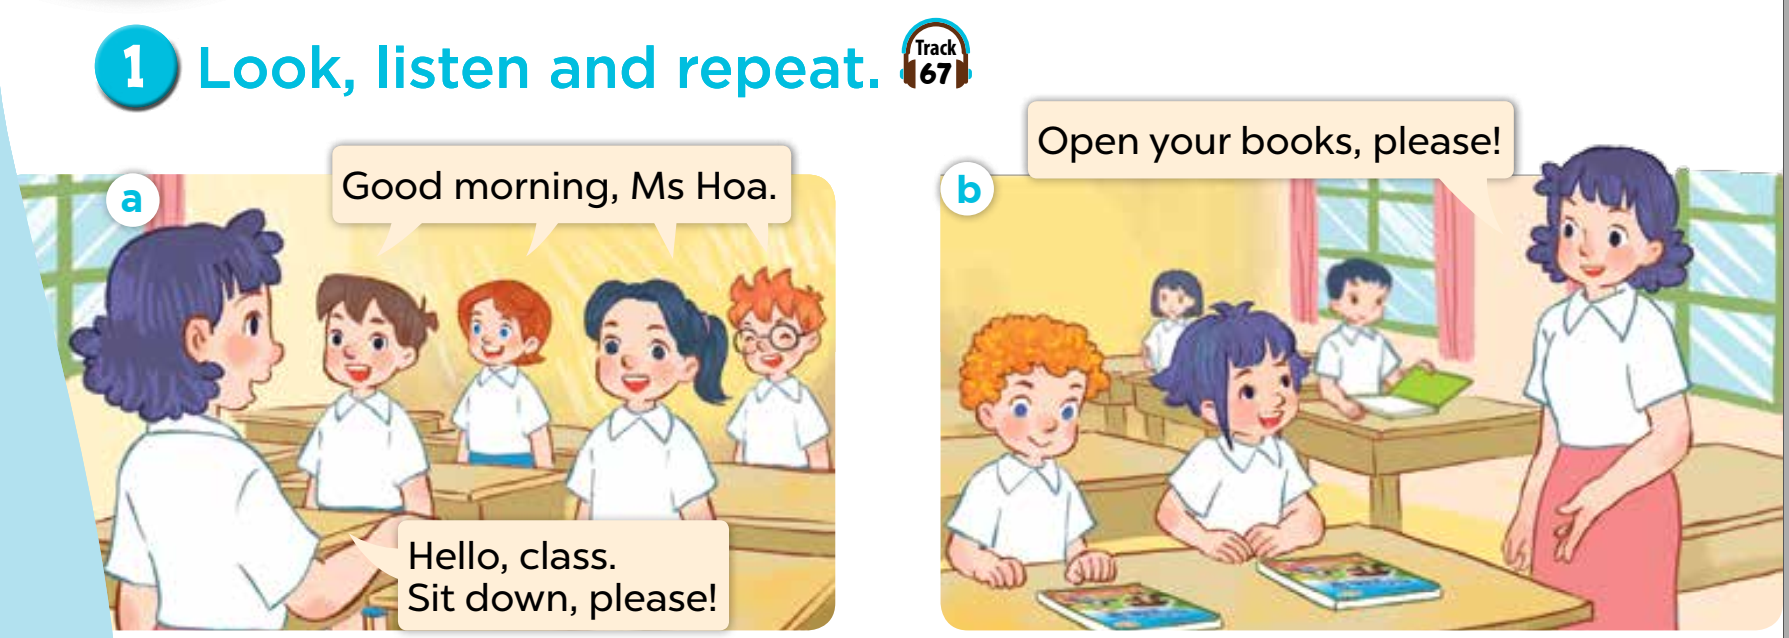 1 Look, listen and repeat. Track 67
a
Good morning, Ms Hoa.
Hello, class.
Sit down, please!
b
Open your books, please!